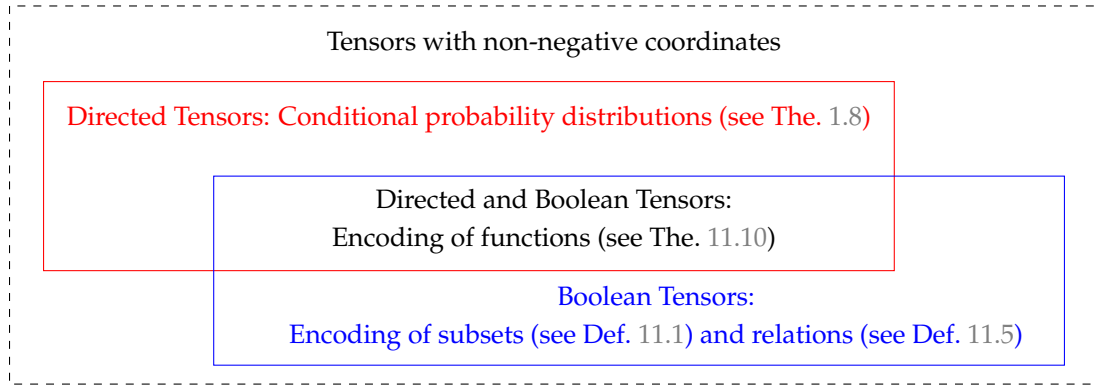 Tensors with non-negative coordinates
Directed Tensors: Conditional probability distributions (see The. 1.8)
Directed and Boolean Tensors:
Encoding of functions (see The. 11.10)
Boolean Tensors:
Encoding of subsets (see Def. 11.1) and relations (see Def. 11.5)